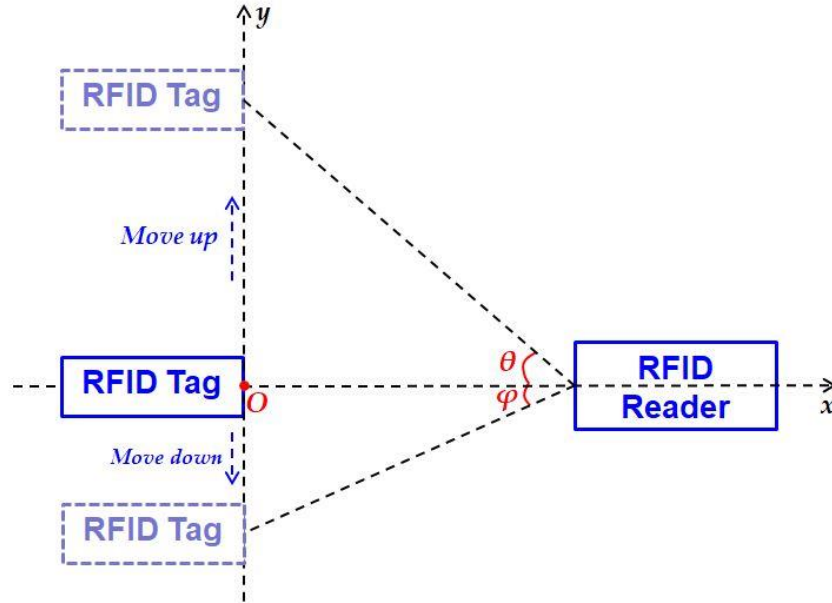 y
RFID Tag
Move up
RFID Tag
O
θ
φ
RFID
Reader
x
Move down
RFID Tag